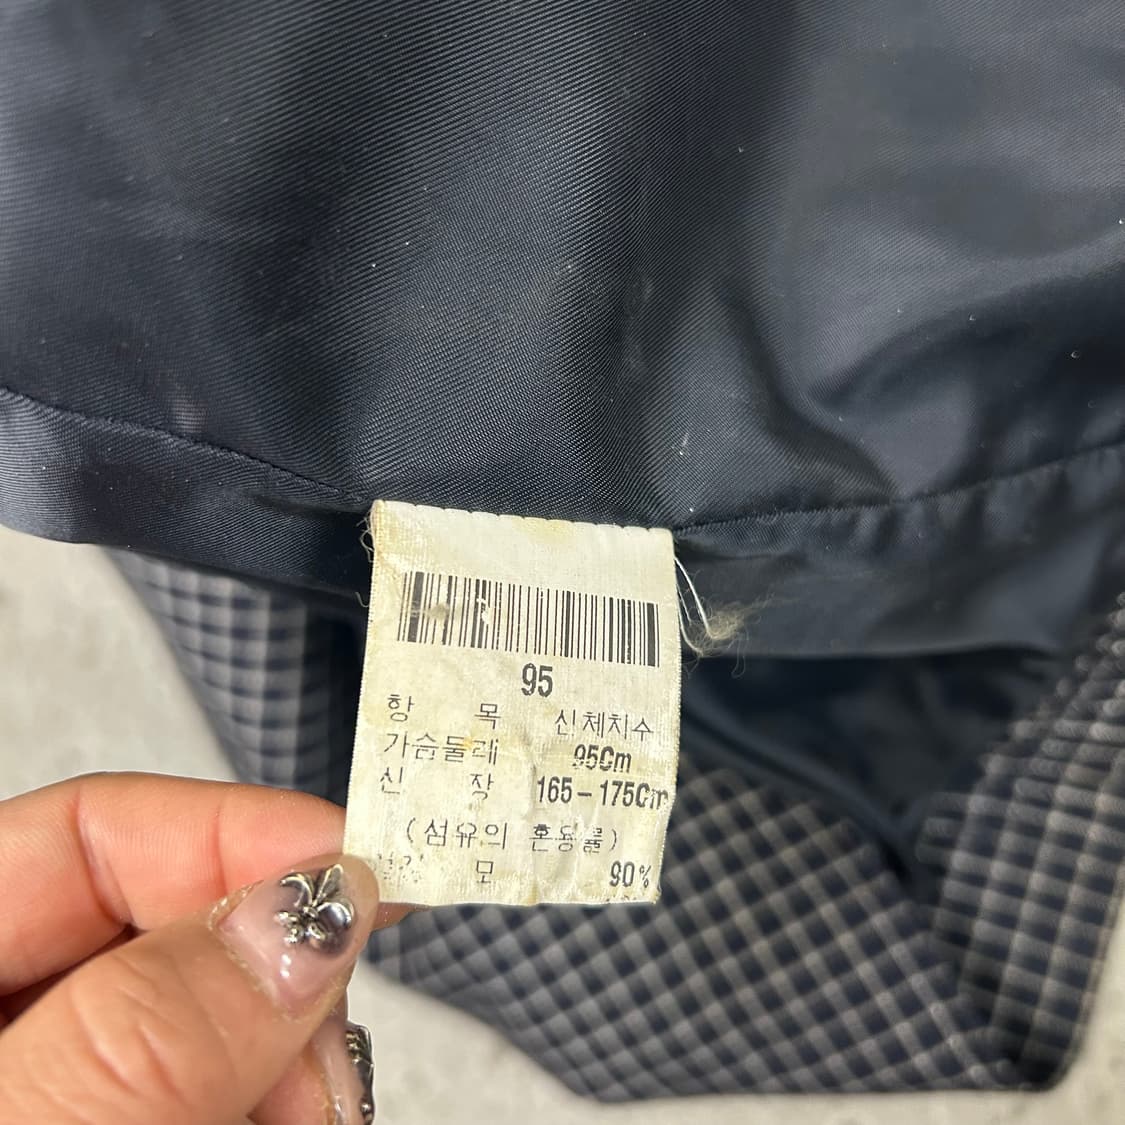 95
항 목 신체치수
가슴둘레 95Cm
신 장 165-175Cm
(섬유의 혼용률)
모 90%